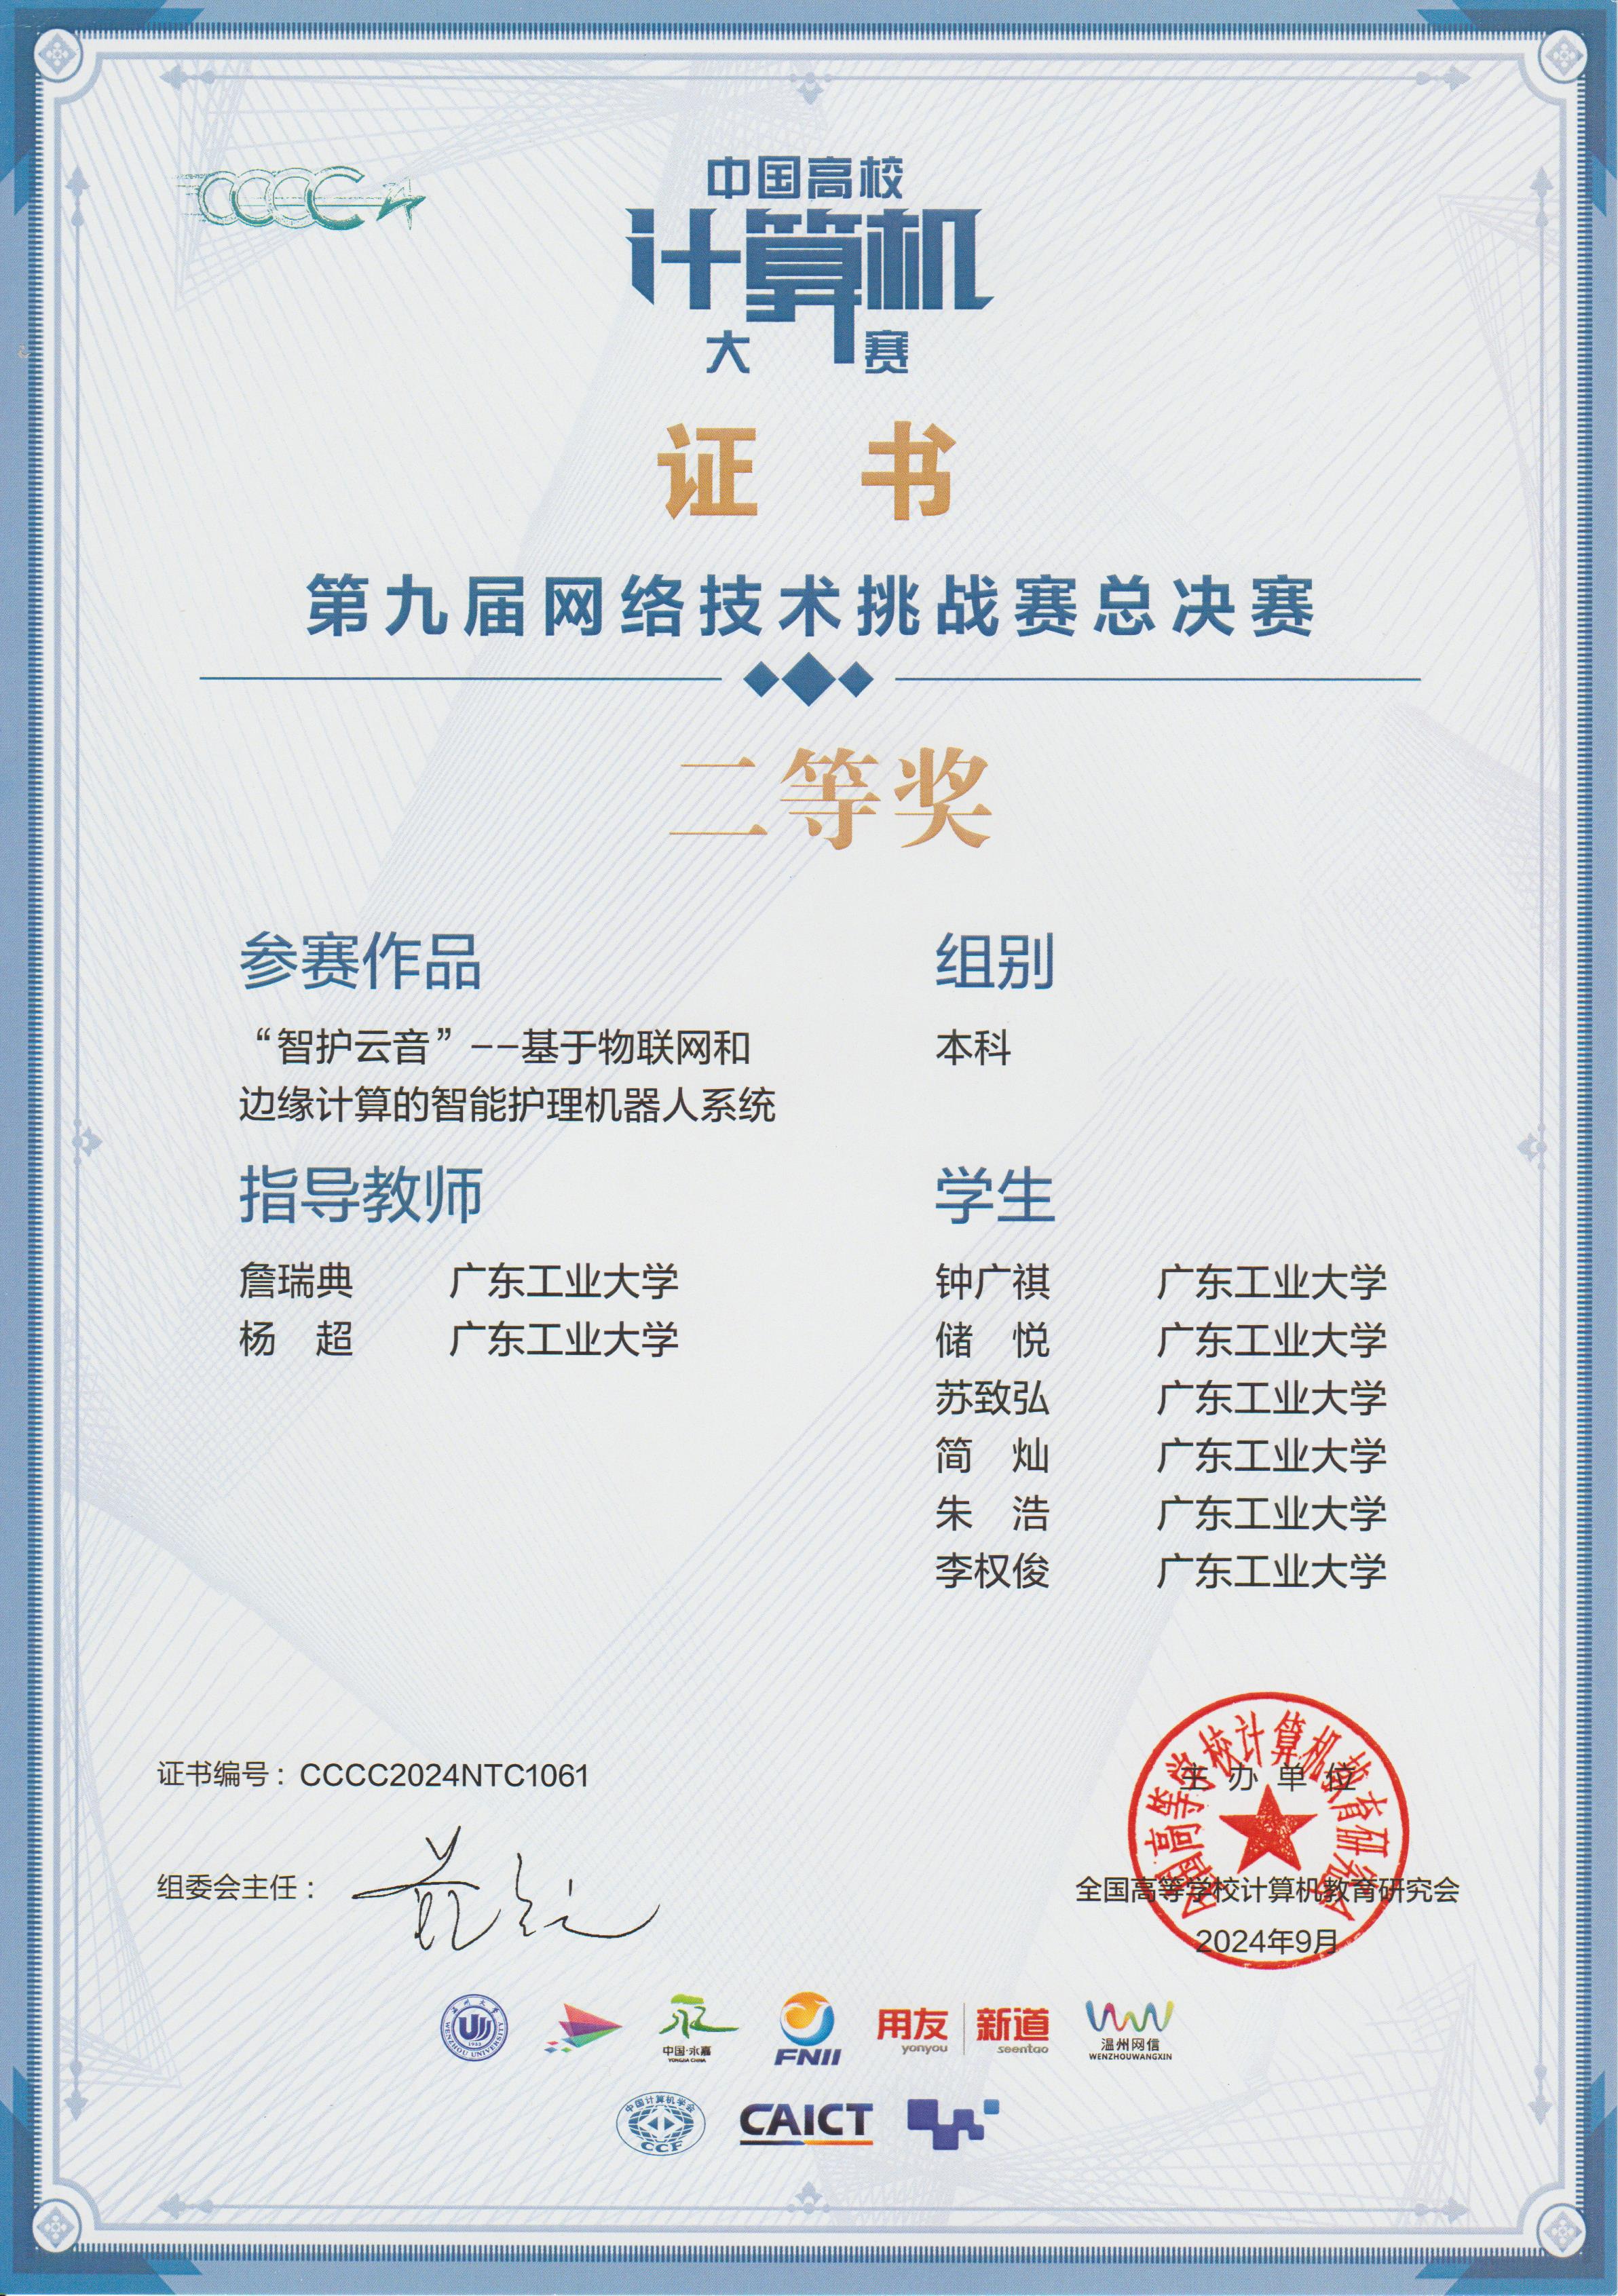 CCCC24
中国高校
计算机
大赛
证 书
第九届网络技术挑战赛总决赛
二等奖
参赛作品
“智护云音”--基于物联网和
边缘计算的智能护理机器人系统
组别
本科
指导教师
詹瑞典 广东工业大学
杨 超 广东工业大学
学生
钟广祺 广东工业大学
储 悦 广东工业大学
苏致弘 广东工业大学
简 灿 广东工业大学
朱 浩 广东工业大学
李权俊 广东工业大学
证书编号：CCCC2024NTC1061
组委会主任：
全国高等学校计算机教育研究会
主 办 单 位
全国高等学校计算机教育研究会
2024年9月
温州大学
WENZHOU UNIVERSITY
1933
中国·永嘉
YONGJIA CHINA
FNII
用友
yonyou
新道
seentao
温州网信
WENZHOUWANGXIN
中国计算机学会
CCF
CAICT